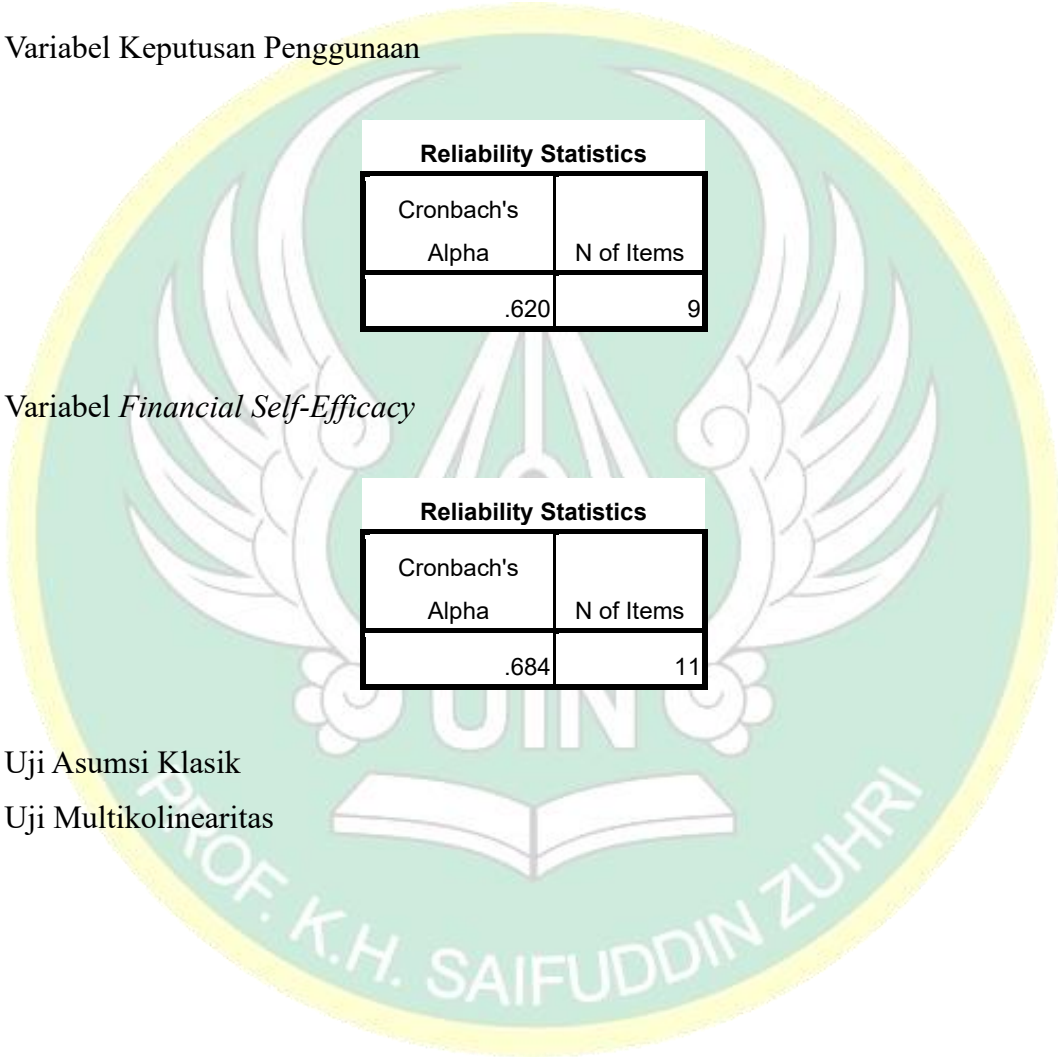 Variabel Keputusan Penggunaan
Reliability Statistics
Cronbach's
Alpha N of Items
.620 9
Variabel Financial Self-Efficacy
Reliability Statistics
Cronbach's
Alpha N of Items
.684 11
UIN
Uji Asumsi Klasik
Uji Multikolinearitas
PROF. K.H. SAIFUDDIN ZUHRI